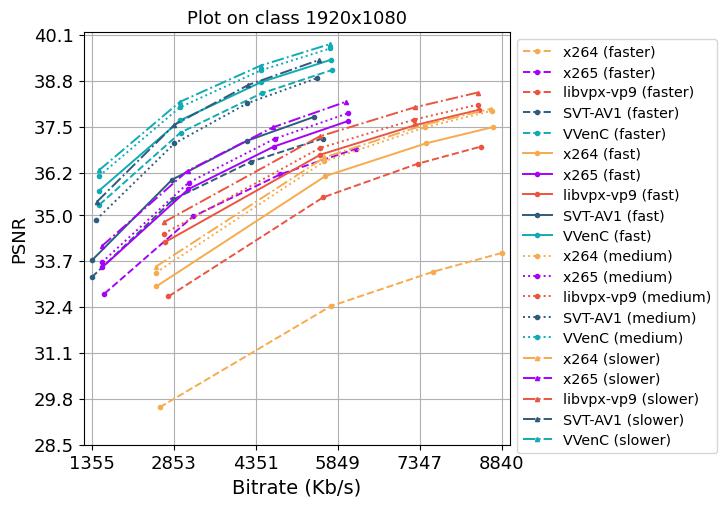 Plot on class 1920x1080
PSNR
40.1
38.8
37.5
36.2
35.0
33.7
32.4
31.1
29.8
28.5
1355 2853 4351 5849 7347 8840
Bitrate (Kb/s)
x264 (faster)
x265 (faster)
libvpx-vp9 (faster)
SVT-AV1 (faster)
VVenC (faster)
x264 (fast)
x265 (fast)
libvpx-vp9 (fast)
SVT-AV1 (fast)
VVenC (fast)
x264 (medium)
x265 (medium)
libvpx-vp9 (medium)
SVT-AV1 (medium)
VVenC (medium)
x264 (slower)
x265 (slower)
libvpx-vp9 (slower)
SVT-AV1 (slower)
VVenC (slower)